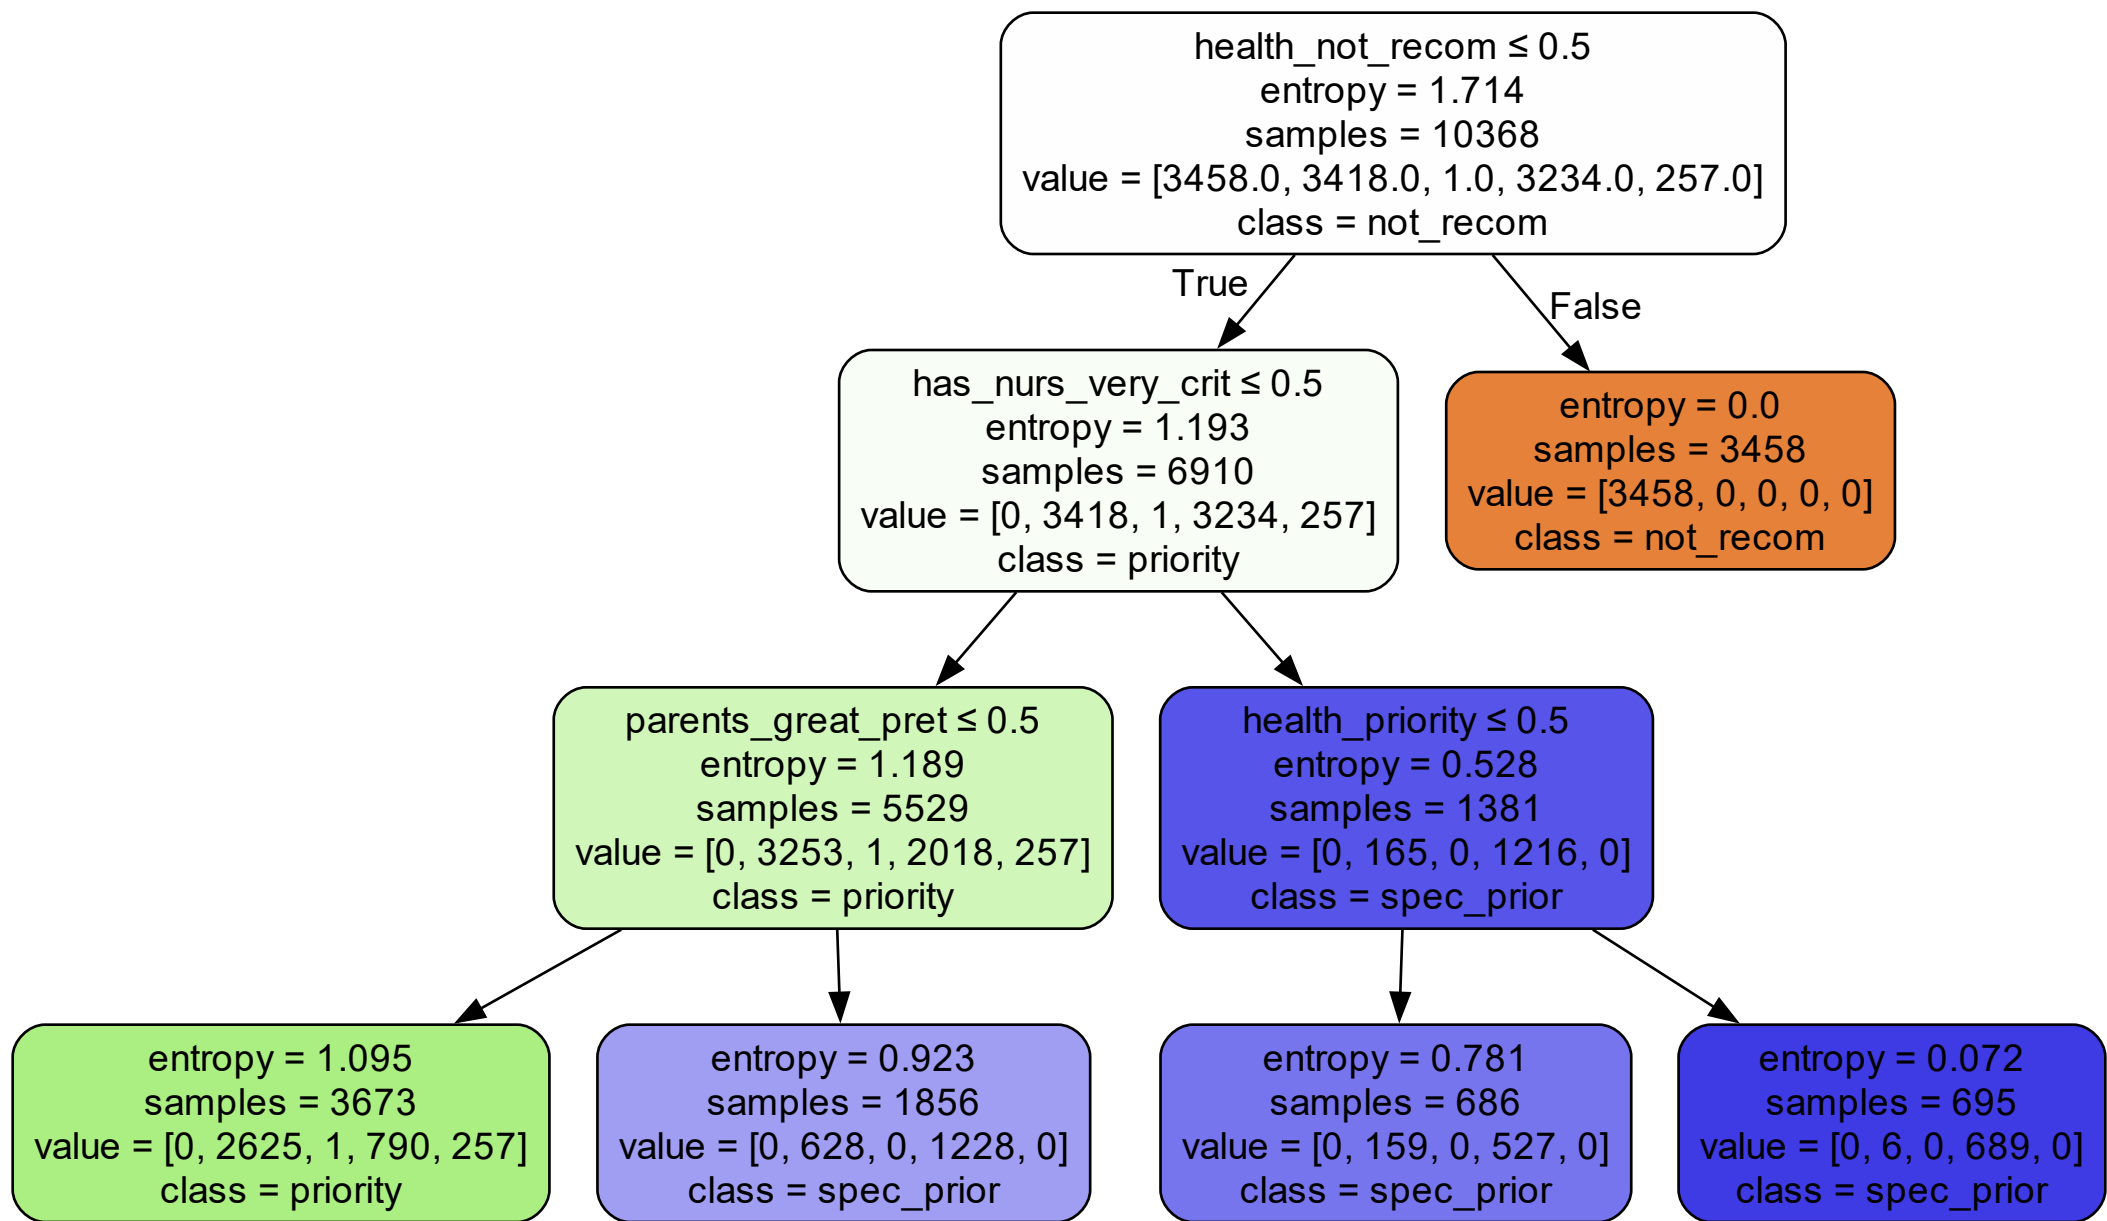 health_not_recom ≤ 0.5
entropy = 1.714
samples = 10368
value = [3458.0, 3418.0, 1.0, 3234.0, 257.0]
class = not_recom
True
False
has_nurs_very_crit ≤ 0.5
entropy = 1.193
samples = 6910
value = [0, 3418, 1, 3234, 257]
class = priority
entropy = 0.0
samples = 3458
value = [3458, 0, 0, 0, 0]
class = not_recom
parents_great_pret ≤ 0.5
entropy = 1.189
samples = 5529
value = [0, 3253, 1, 2018, 257]
class = priority
health_priority ≤ 0.5
entropy = 0.528
samples = 1381
value = [0, 165, 0, 1216, 0]
class = spec_prior
entropy = 1.095
samples = 3673
value = [0, 2625, 1, 790, 257]
class = priority
entropy = 0.923
samples = 1856
value = [0, 628, 0, 1228, 0]
class = spec_prior
entropy = 0.781
samples = 686
value = [0, 159, 0, 527, 0]
class = spec_prior
entropy = 0.072
samples = 695
value = [0, 6, 0, 689, 0]
class = spec_prior